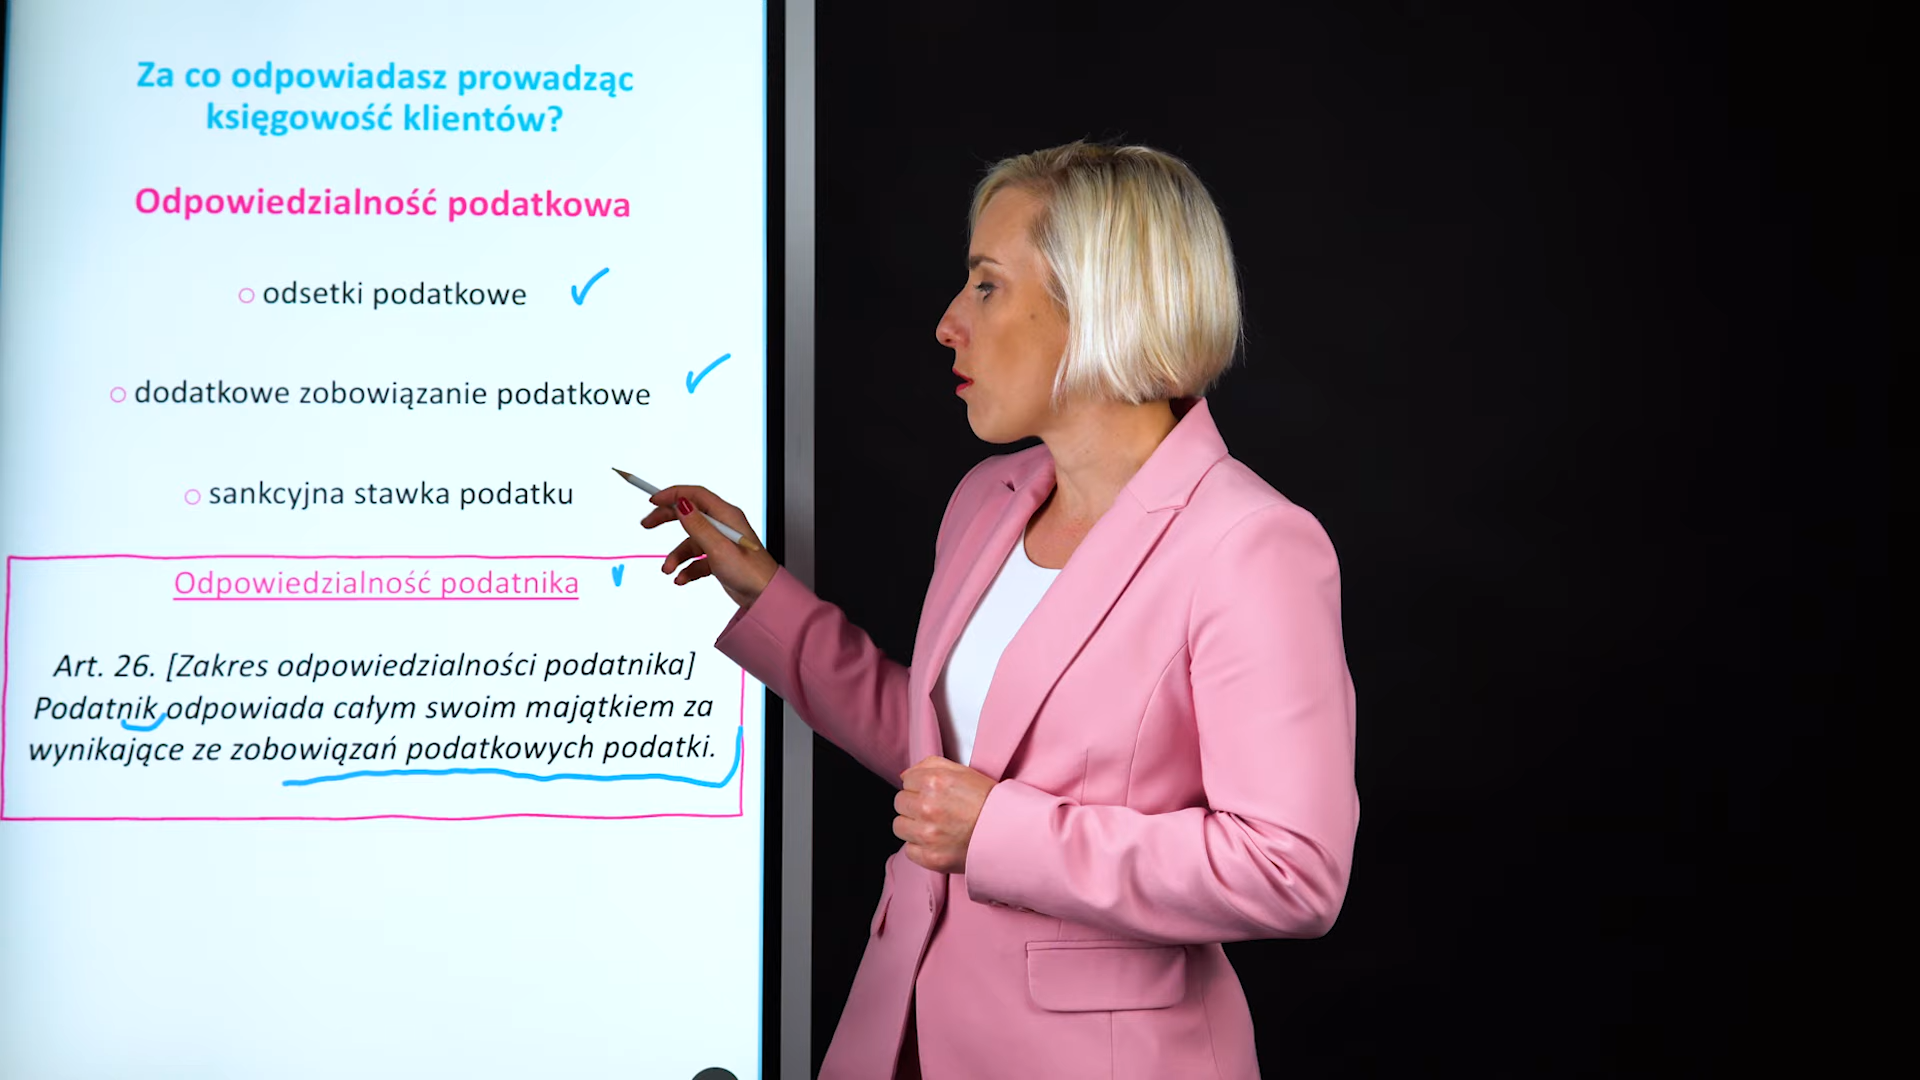 Za co odpowiadasz prowadząc
księgowość klientów?
Odpowiedzialność podatkowa
odsetki podatkowe
dodatkowe zobowiązanie podatkowe
sankcyjna stawka podatku
Odpowiedzialność podatnika
Art. 26. [Zakres odpowiedzialności podatnika]
Podatnik odpowiada całym swoim majątkiem za
wynikające ze zobowiązań podatkowych podatki.